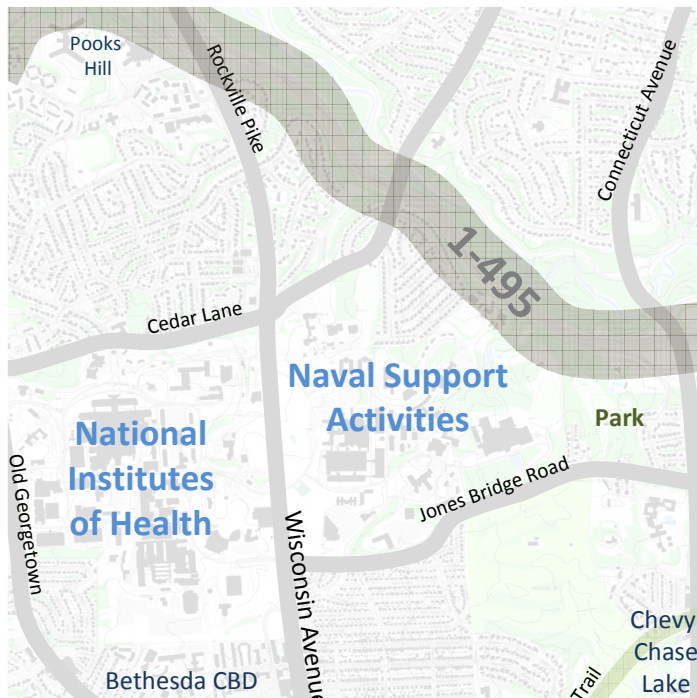 Pooks
Hill
Rockville Pike
Connecticut Avenue
1-495
Cedar Lane
Naval Support
Activities
Park
National
Institutes
of Health
Old Georgetown
Jones Bridge Road
Wisconsin Avenue
Chevy
Chase
Lake
Trail
Bethesda CBD